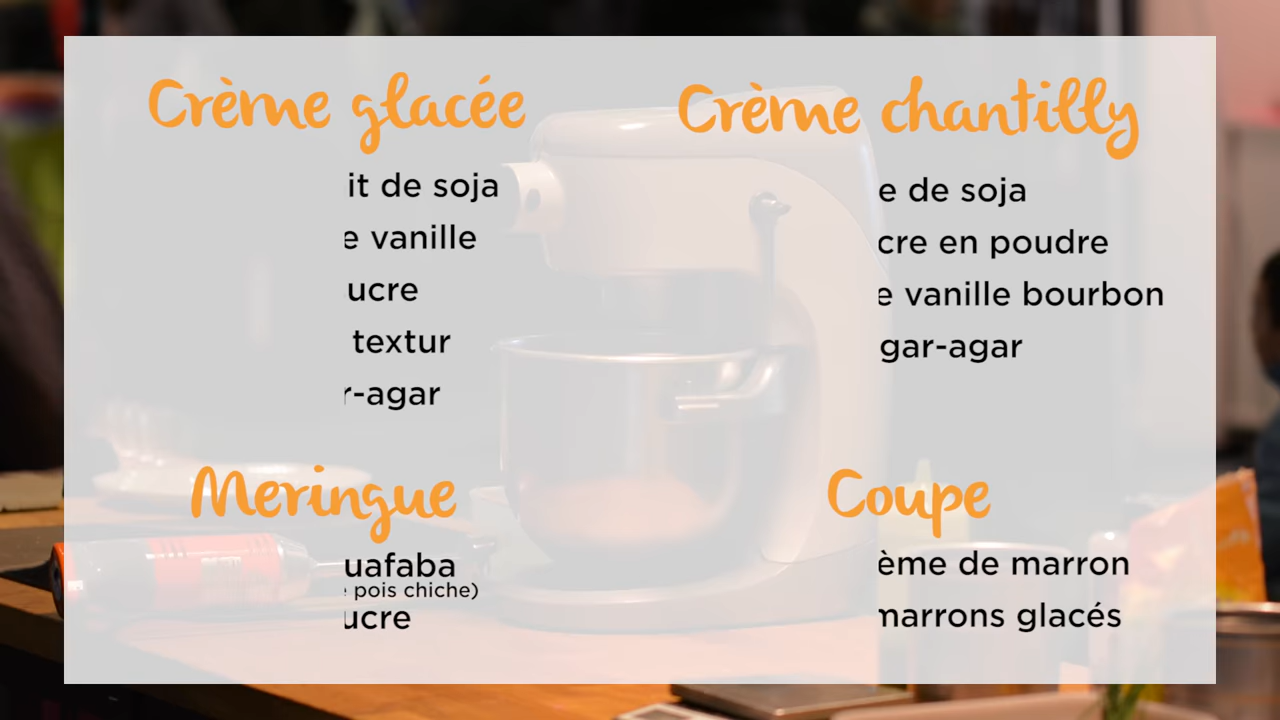 Crème glacée
it de soja
e vanille
ucre
textur
r-agar
Crème chantilly
e de soja
cre en poudre
e vanille bourbon
gar-agar
Meringue
uafaba
pois chiche)
ucre
Coupe
ème de marron
marrons glacés